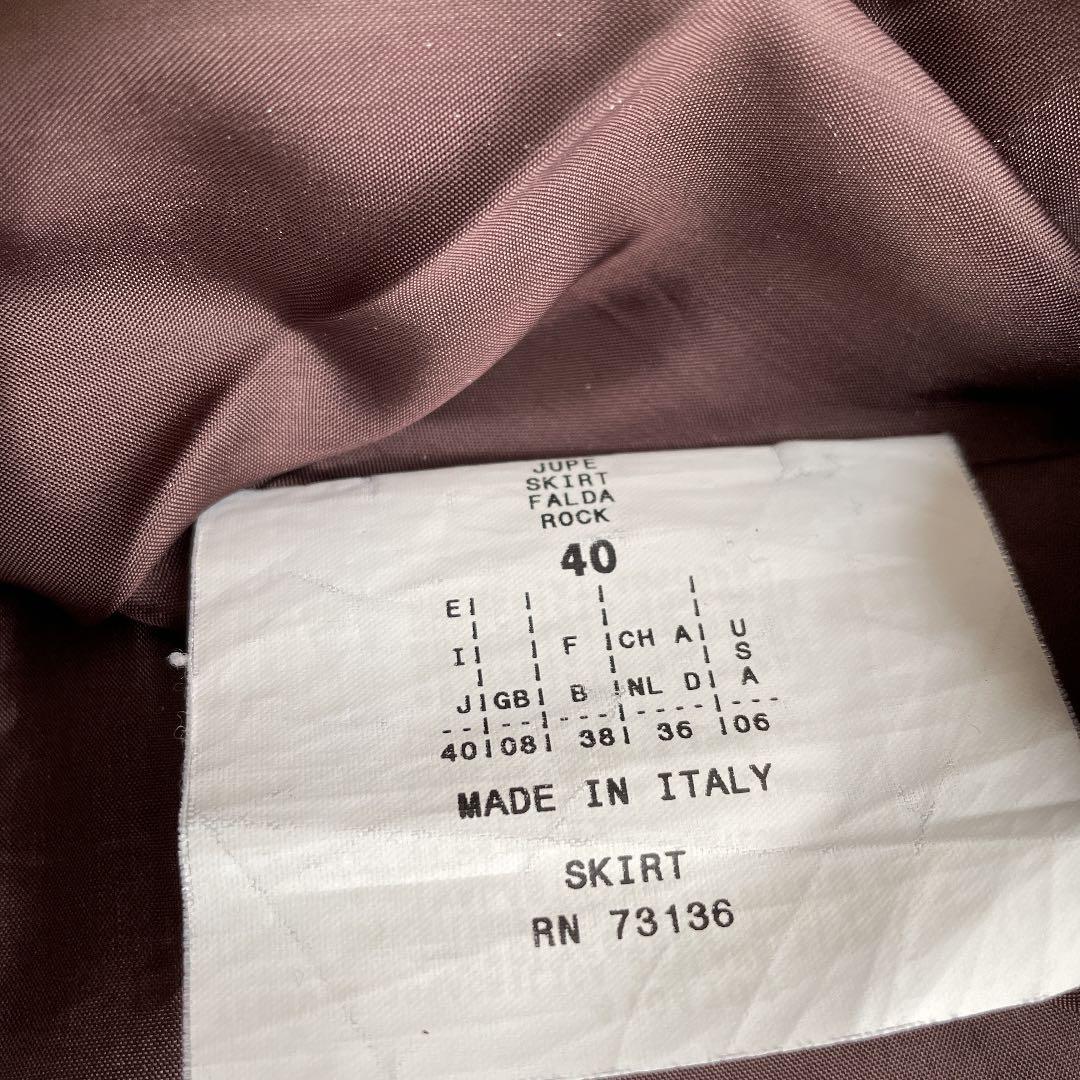 JUPE
SKIRT
FALDA
ROCK
40
E| | | |
| | | | U
I| | F |CH A| S
| | | |
J|GB| B |NL D| A
--|--|---|----|---
40|08| 38| 36 |06
MADE IN ITALY
SKIRT
RN 73136